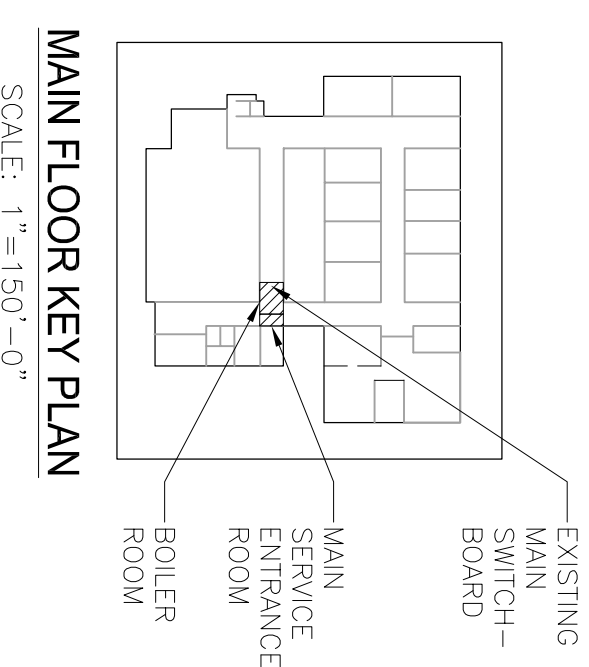 EXISTING
MAIN
SWITCH-
BOARD
MAIN
SERVICE
ENTRANCE
ROOM
BOILER
ROOM
MAIN FLOOR KEY PLAN
SCALE: 1"=150'-0"